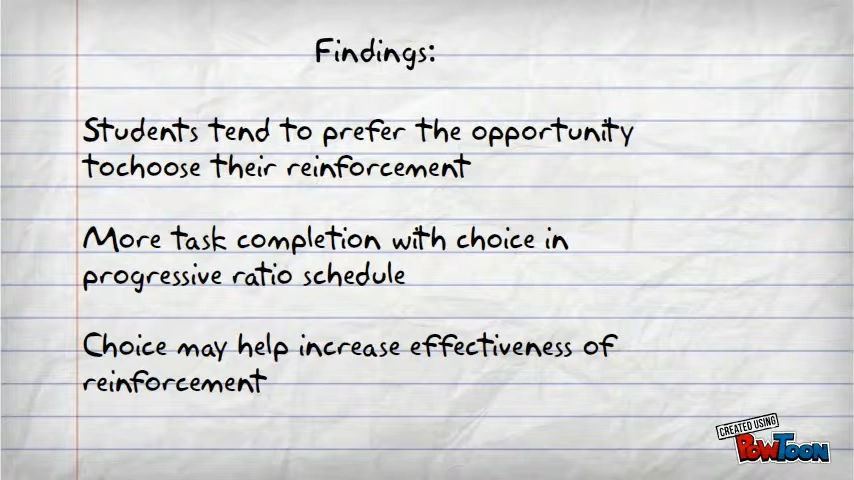 Findings:
Students tend to prefer the opportunity
tochoose their reinforcement
More task completion with choice in
progressive ratio schedule
Choice may help increase effectiveness of
reinforcement
CREATED USING
POWTOON